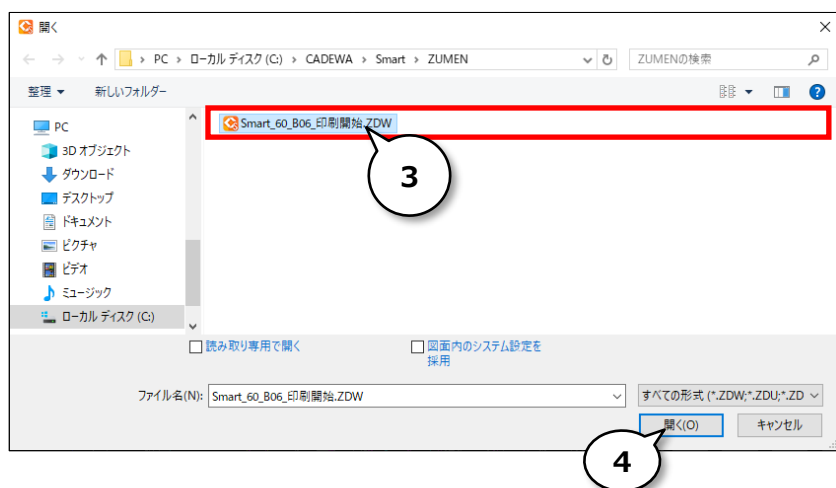 開く
PC › ローカル ディスク (C:) › CADEWA › Smart › ZUMEN
ZUMENの検索
整理
新しいフォルダー
PC
Smart_60_B06_印刷開始.ZDW
3D オブジェクト
ダウンロード
3
デスクトップ
ドキュメント
ピクチャ
ビデオ
ミュージック
ローカル ディスク (C:)
読み取り専用で開く
図面内のシステム設定を
採用
ファイル名(N):
Smart_60_B06_印刷開始.ZDW
すべての形式 (*.ZDW;*.ZDU;*.ZD
開く(O)
キャンセル
4